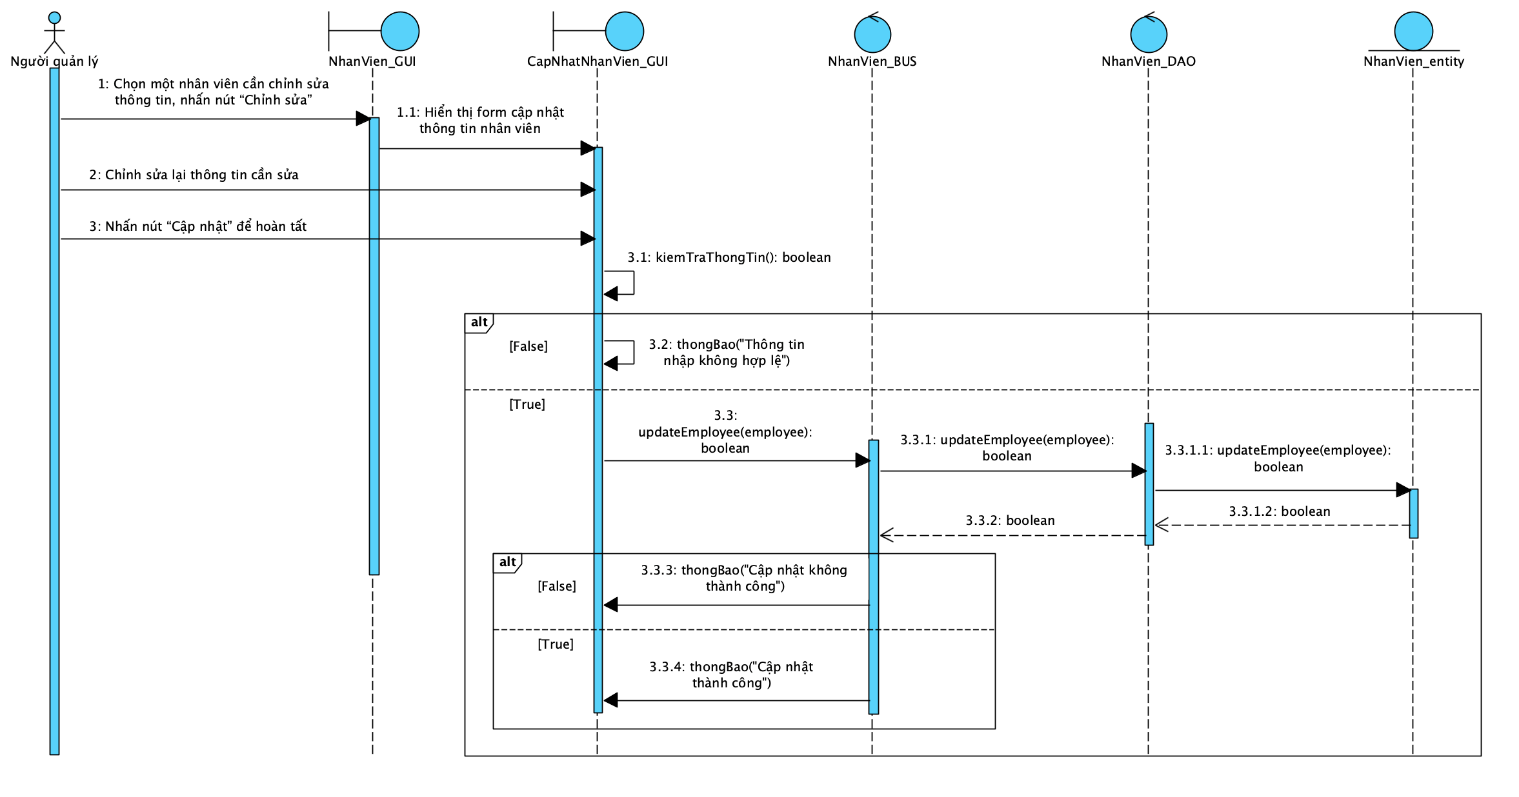 Người quản lý
NhanVien_GUI
CapNhatNhanVien_GUI
NhanVien_BUS
NhanVien_DAO
NhanVien_entity
1: Chọn một nhân viên cần chỉnh sửa
thông tin, nhấn nút “Chỉnh sửa”
1.1: Hiển thị form cập nhật
thông tin nhân viên
2: Chỉnh sửa lại thông tin cần sửa
3: Nhấn nút “Cập nhật” để hoàn tất
3.1: kiemTraThongTin(): boolean
alt
[False]
3.2: thongBao("Thông tin
nhập không hợp lệ")
[True]
3.3:
updateEmployee(employee):
boolean
3.3.1: updateEmployee(employee):
boolean
3.3.1.1: updateEmployee(employee):
boolean
3.3.1.2: boolean
3.3.2: boolean
alt
[False]
3.3.3: thongBao("Cập nhật không
thành công")
[True]
3.3.4: thongBao("Cập nhật
thành công")